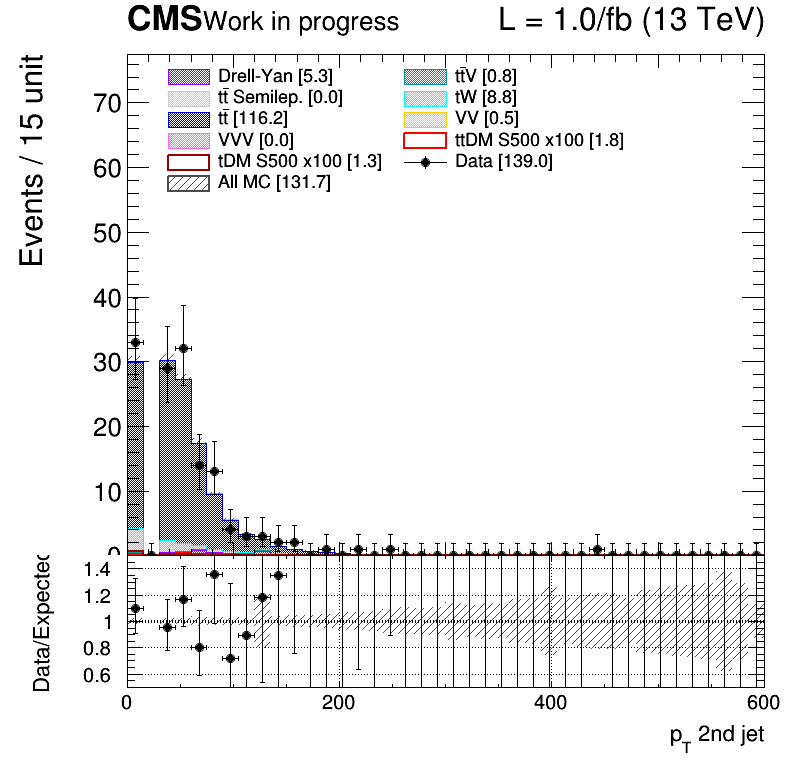 CMS Work in progress L = 1.0/fb (13 TeV)
Events / 15 unit
Drell-Yan [5.3]
tt̄ Semilep. [0.0]
tt̄ [116.2]
VVV [0.0]
tDM S500 x100 [1.3]
All MC [131.7]
tt̄V [0.8]
tW [8.8]
VV [0.5]
ttDM S500 x100 [1.8]
Data [139.0]
70
60
50
40
30
20
10
0
Data/Expected
1.4
1.2
1
0.8
0.6
0 200 400 600
p_T 2nd jet